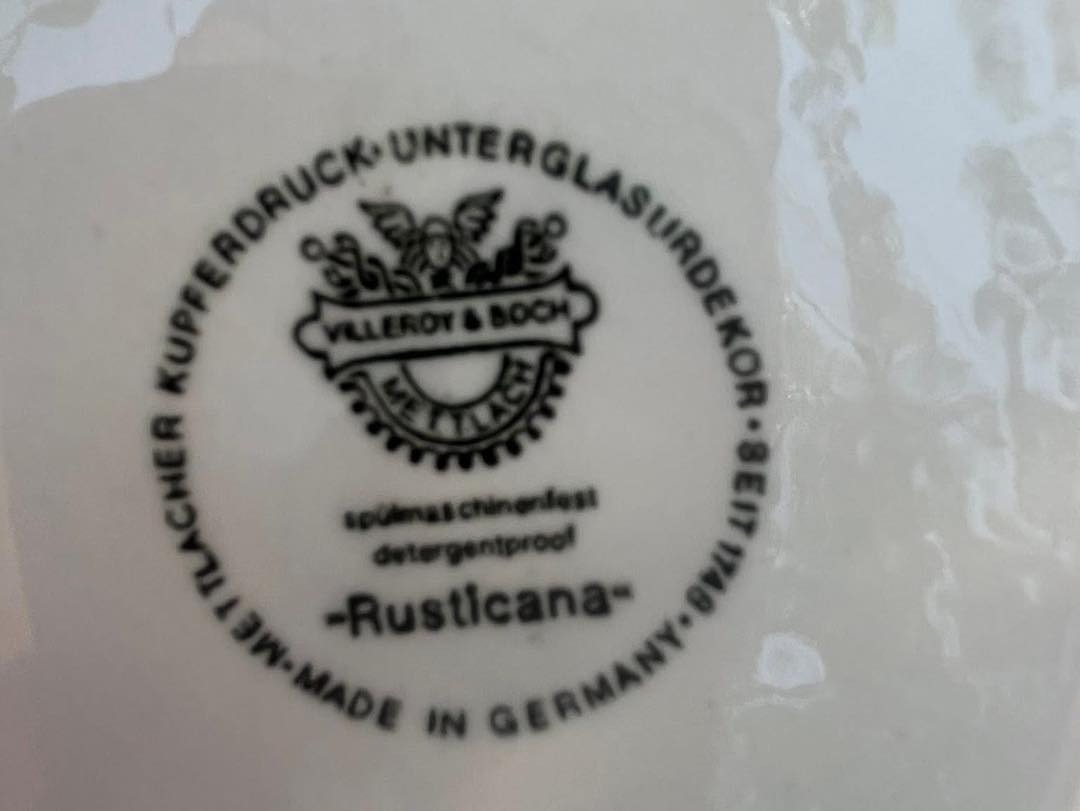 METTLACHER KUPFERDRUCK · UNTERGLASURDEKOR · SEIT 1748 · MADE IN GERMANY ·
VILLEROY & BOCH
METTLACH
spülmaschinenfest
detergentproof
-Rusticana-